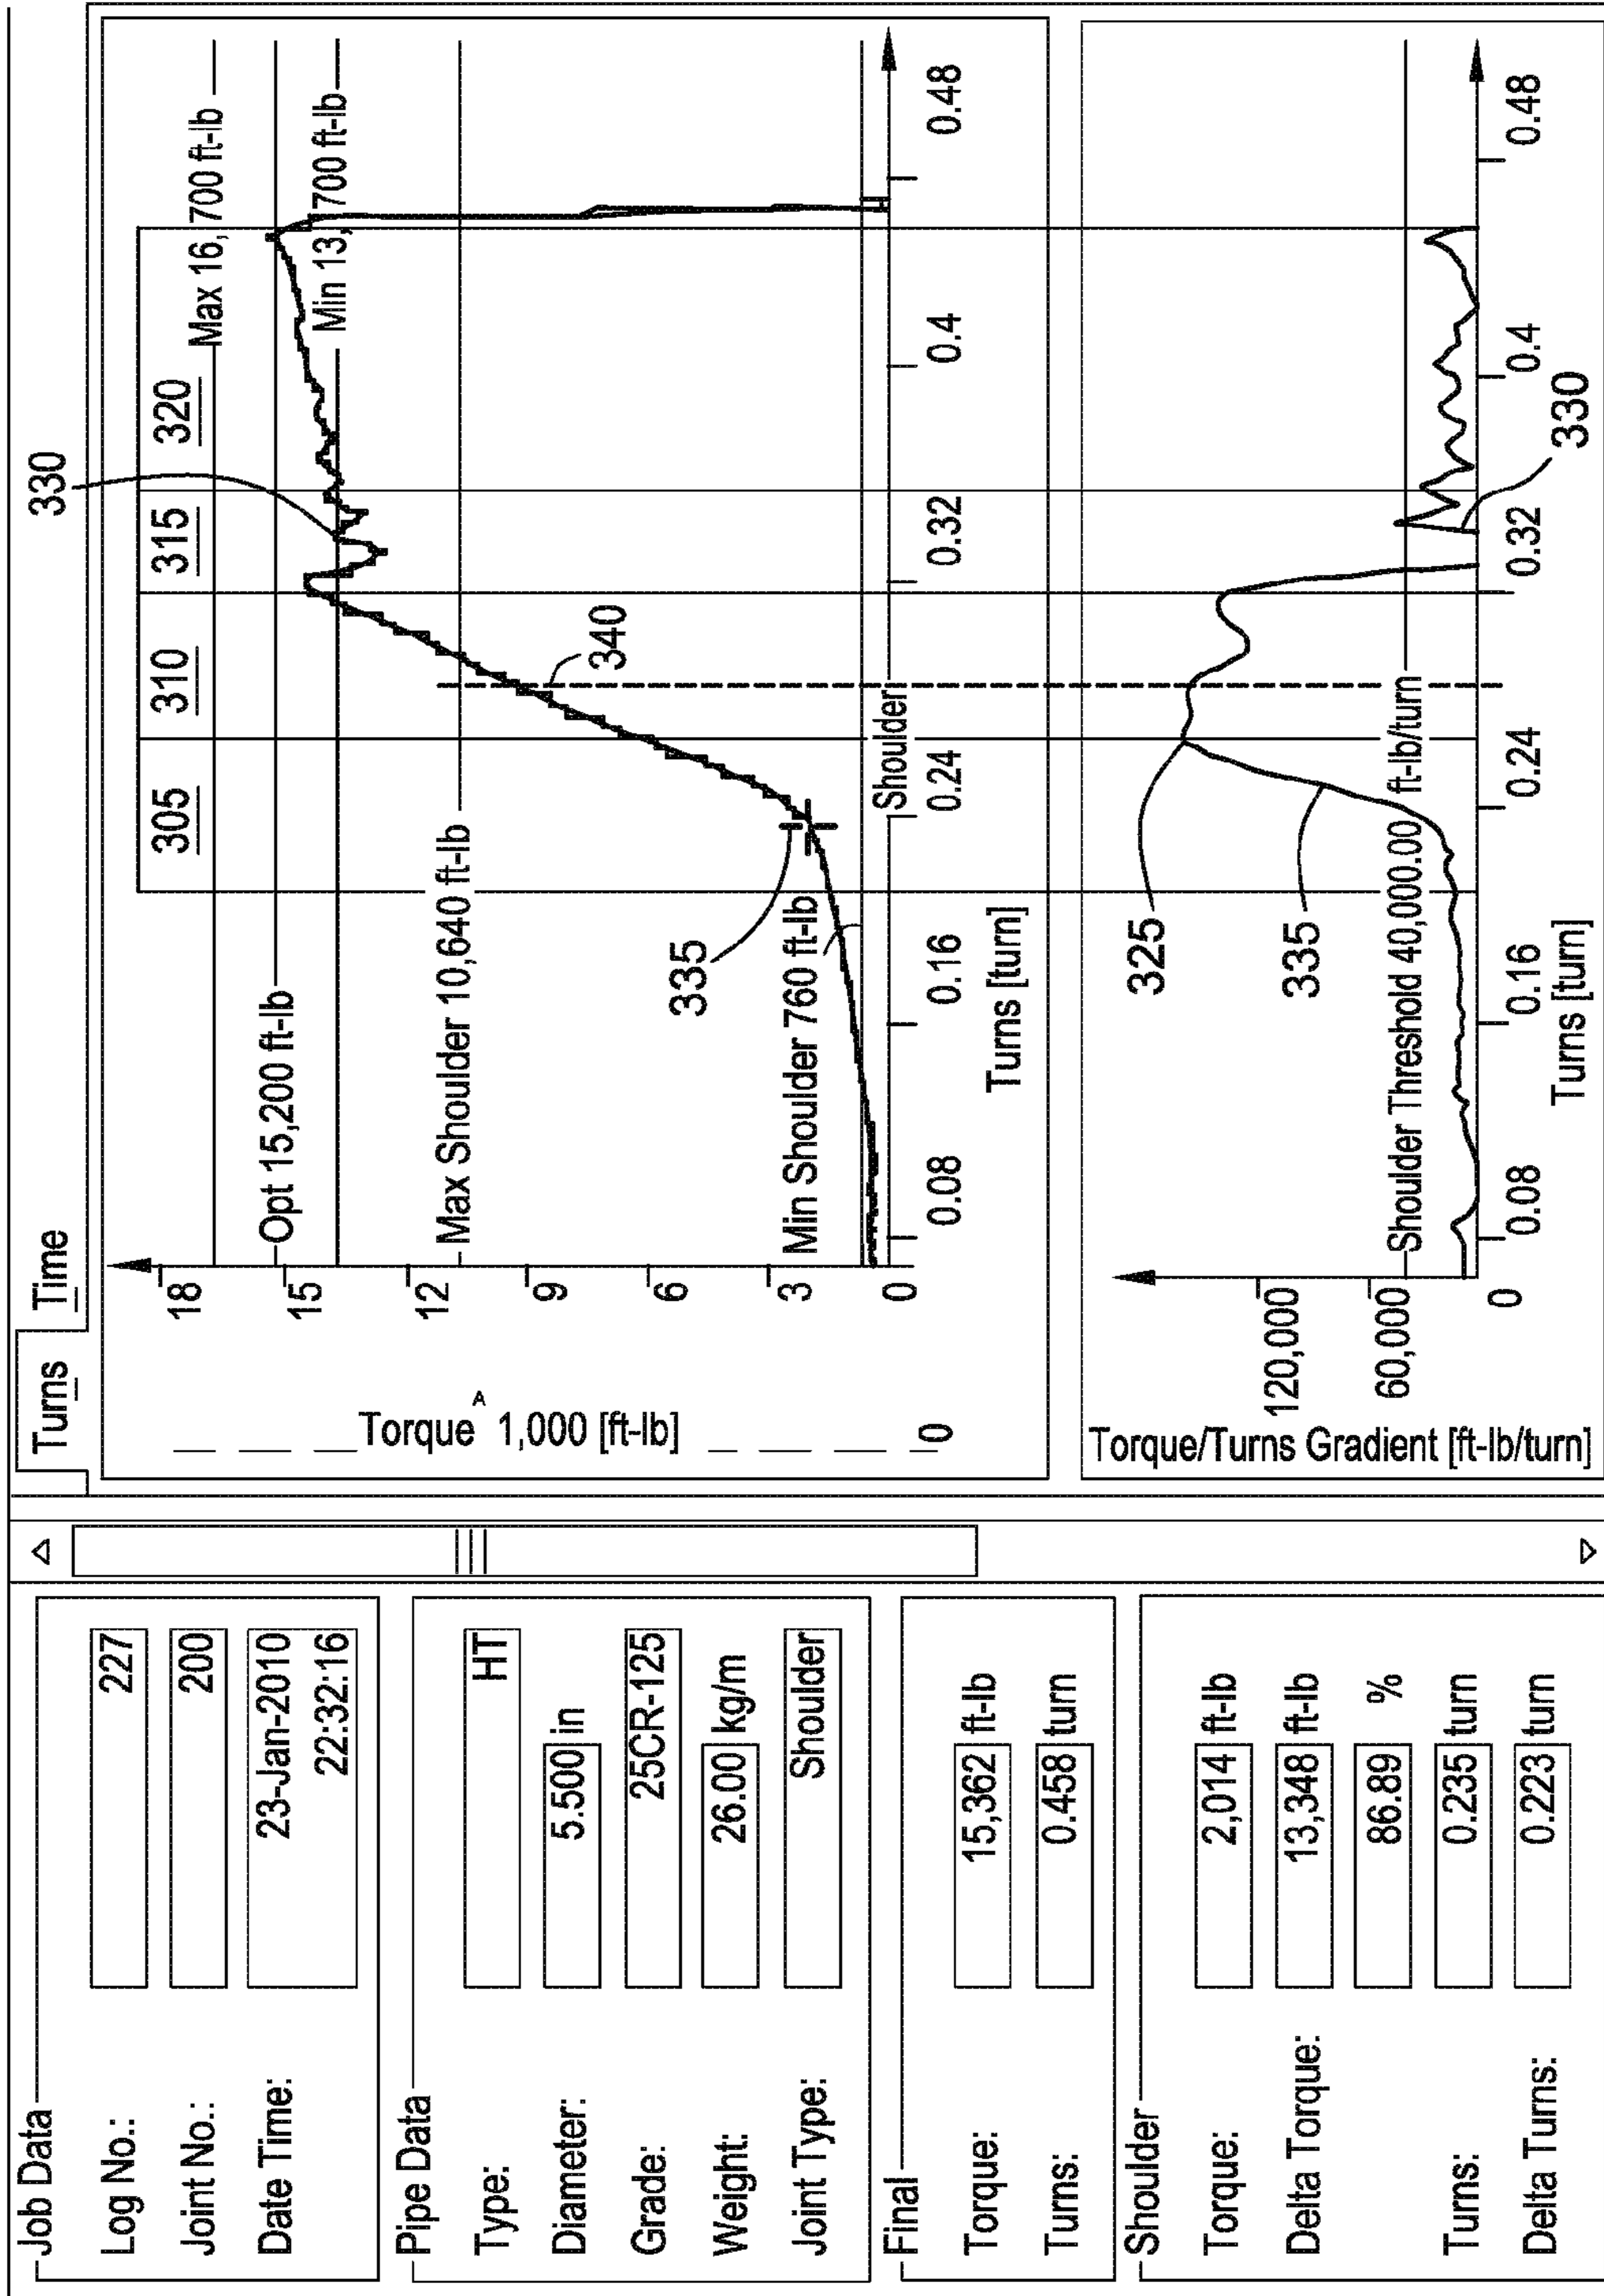 Job Data
Log No.: 227
Joint No.: 200
Date Time: 23-Jan-2010
22:32:16
Pipe Data
Type: HT
Diameter: 5.500 in
Grade: 25CR-125
Weight: 26.00 kg/m
Joint Type: Shoulder
Final
Torque: 15,362 ft-lb
Turns: 0.458 turn
Shoulder
Torque: 2,014 ft-lb
Delta Torque: 13,348 ft-lb
86.89 %
Turns: 0.235 turn
Delta Turns: 0.223 turn
Turns Time
330
305 310 315 320
Max 16,700 ft-lb
Opt 15,200 ft-lb
Min 13,700 ft-lb
Max Shoulder 10,640 ft-lb
340
335
Min Shoulder 760 ft-lb
Shoulder
18
15
12
9
6
3
0
Torque ^ 1,000 [ft-lb]
0
0.08 0.16 0.24 0.32 0.4 0.48
Turns [turn]
325
335
Shoulder Threshold 40,000.00 ft-lb/turn
120,000
60,000
0
Torque/Turns Gradient [ft-lb/turn]
0.08 0.16 0.24 0.32 0.4 0.48
Turns [turn]
330